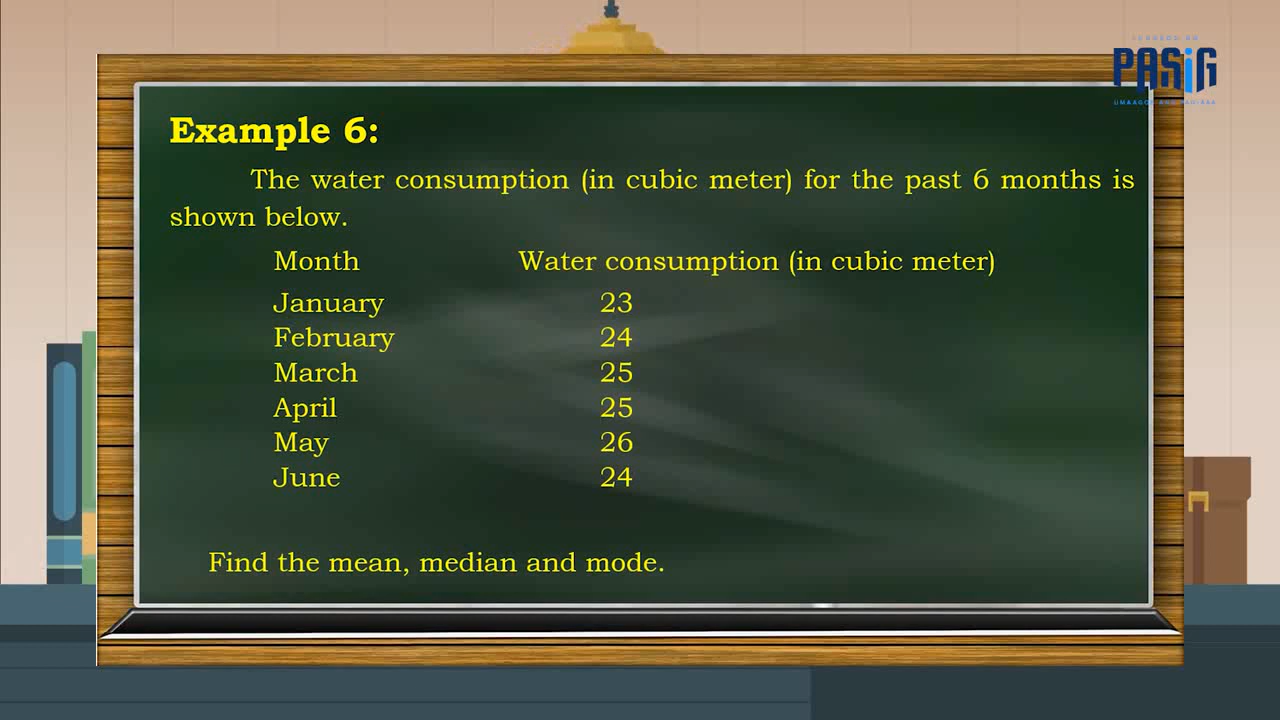 PASiG
Example 6:
The water consumption (in cubic meter) for the past 6 months is
shown below.
Month Water consumption (in cubic meter)
January 23
February 24
March 25
April 25
May 26
June 24
Find the mean, median and mode.